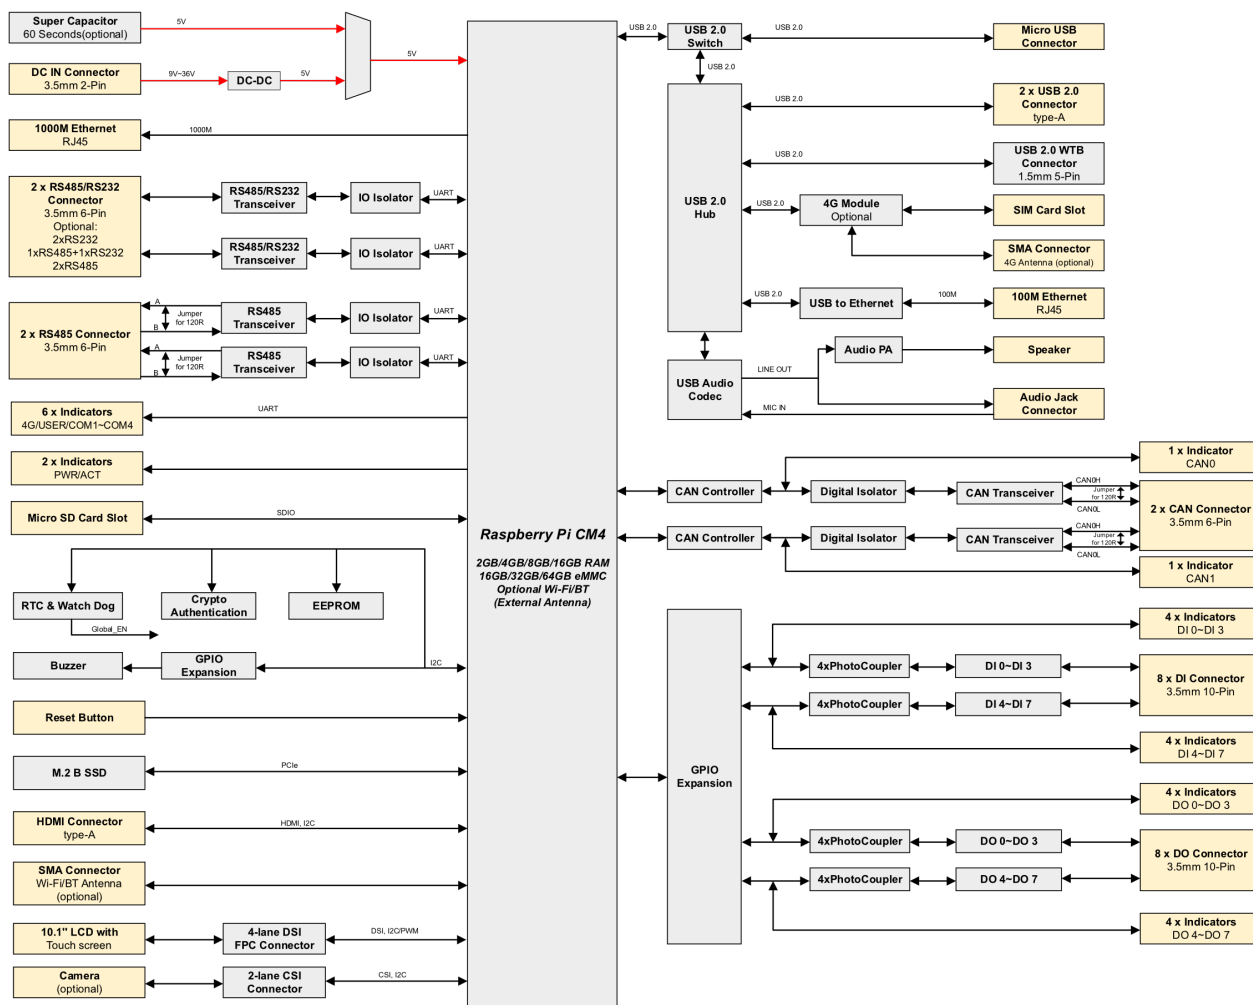 Super Capacitor
60 Seconds(optional)
5V
DC IN Connector
3.5mm 2-Pin
9V~36V
DC-DC
5V
5V
1000M Ethernet
RJ45
1000M
2 x RS485/RS232
Connector
3.5mm 6-Pin
Optional:
2xRS232
1xRS485+1xRS232
2xRS485
RS485/RS232
Transceiver
IO Isolator
UART
RS485/RS232
Transceiver
IO Isolator
UART
2 x RS485 Connector
3.5mm 6-Pin
A
Jumper
for 120R
B
RS485
Transceiver
IO Isolator
UART
A
Jumper
for 120R
B
RS485
Transceiver
IO Isolator
UART
6 x Indicators
4G/USER/COM1~COM4
UART
2 x Indicators
PWR/ACT
Micro SD Card Slot
SDIO
RTC & Watch Dog
Crypto
Authentication
EEPROM
Global_EN
Buzzer
GPIO
Expansion
I2C
Reset Button
M.2 B SSD
PCIe
HDMI Connector
type-A
HDMI, I2C
SMA Connector
Wi-Fi/BT Antenna
(optional)
10.1" LCD with
Touch screen
4-lane DSI
FPC Connector
DSI, I2C/PWM
Camera
(optional)
2-lane CSI
Connector
CSI, I2C
Raspberry Pi CM4
2GB/4GB/8GB/16GB RAM
16GB/32GB/64GB eMMC
Optional Wi-Fi/BT
(External Antenna)
USB 2.0
USB 2.0
Switch
USB 2.0
Micro USB
Connector
USB 2.0
USB 2.0
Hub
USB 2.0
2 x USB 2.0
Connector
type-A
USB 2.0
USB 2.0 WTB
Connector
1.5mm 5-Pin
USB 2.0
4G Module
Optional
SIM Card Slot
SMA Connector
4G Antenna (optional)
USB 2.0
USB to Ethernet
100M
100M Ethernet
RJ45
USB Audio
Codec
LINE OUT
Audio PA
Speaker
MIC IN
Audio Jack
Connector
1 x Indicator
CAN0
CAN Controller
Digital Isolator
CAN Transceiver
CAN0H
Jumper
for 120R
CAN0L
2 x CAN Connector
3.5mm 6-Pin
CAN Controller
Digital Isolator
CAN Transceiver
CAN0H
Jumper
for 120R
CAN0L
1 x Indicator
CAN1
GPIO
Expansion
4 x Indicators
DI 0~DI 3
4xPhotoCoupler
DI 0~DI 3
8 x DI Connector
3.5mm 10-Pin
4xPhotoCoupler
DI 4~DI 7
4 x Indicators
DI 4~DI 7
4 x Indicators
DO 0~DO 3
4xPhotoCoupler
DO 0~DO 3
8 x DO Connector
3.5mm 10-Pin
4xPhotoCoupler
DO 4~DO 7
4 x Indicators
DO 4~DO 7